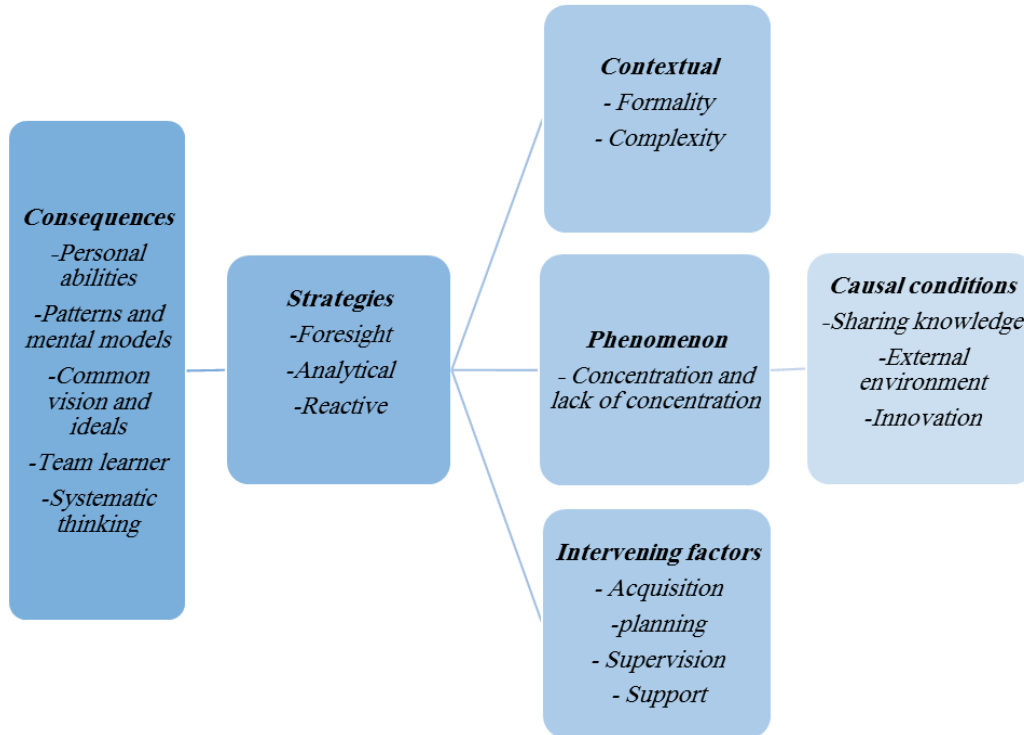 Consequences
-Personal
abilities
-Patterns and
mental models
-Common
vision and
ideals
-Team learner
-Systematic
thinking
Strategies
-Foresight
-Analytical
-Reactive
Contextual
- Formality
- Complexity
Phenomenon
- Concentration and
lack of concentration
Intervening factors
- Acquisition
-planning
- Supervision
- Support
Causal conditions
-Sharing knowledge
-External
environment
-Innovation